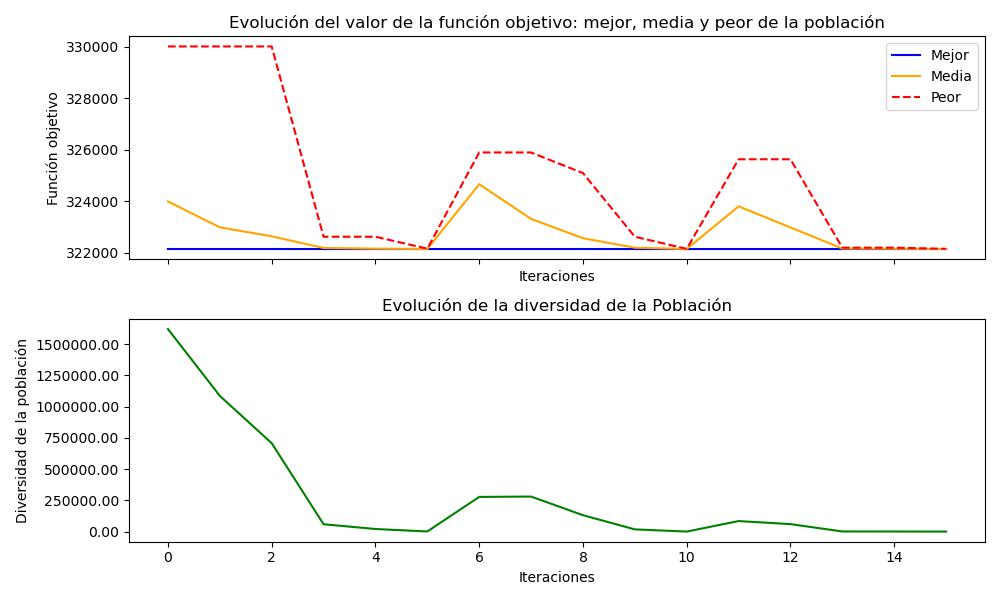 Evolución del valor de la función objetivo: mejor, media y peor de la población
330000
328000
326000
324000
322000
Función objetivo
Mejor
Media
Peor
Iteraciones
Evolución de la diversidad de la Población
1500000.00
1250000.00
1000000.00
750000.00
500000.00
250000.00
0.00
Diversidad de la población
0 2 4 6 8 10 12 14
Iteraciones